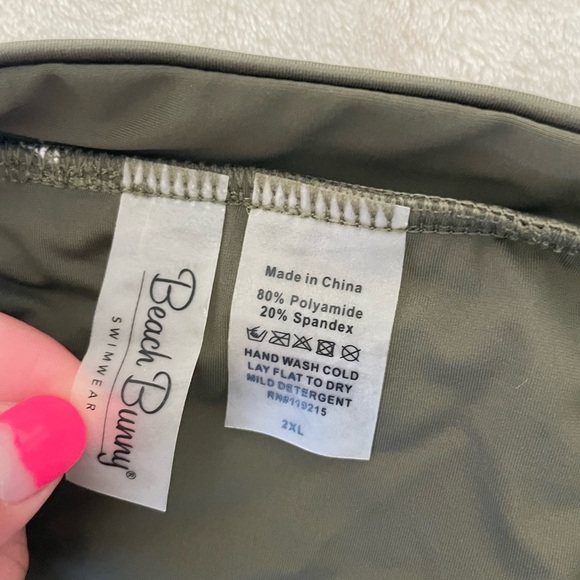 Beach Bunny®
SWIMWEAR
Made in China
80% Polyamide
20% Spandex
HAND WASH COLD
LAY FLAT TO DRY
MILD DETERGENT
RN#119215
2XL